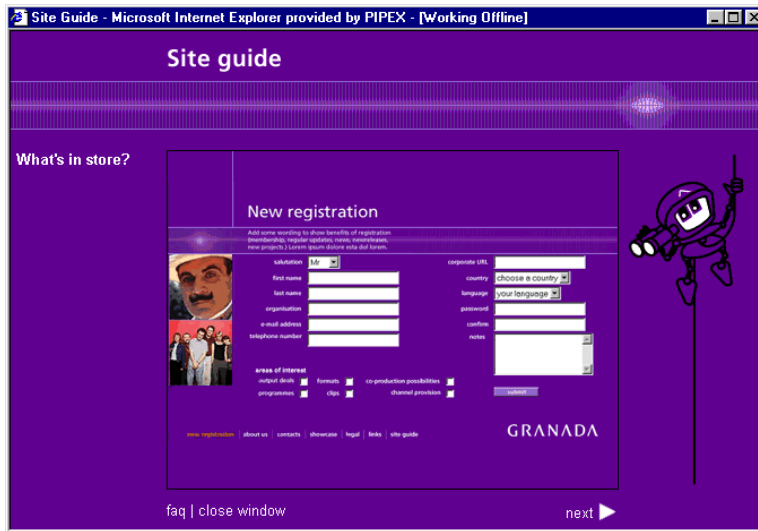 Site Guide - Microsoft Internet Explorer provided by PIPEX - [Working Offline]
Site guide
What's in store?
New registration
Add some wording to show benefits of registration
(membership, regular updates, news, newreleases,
new projects.) Lorem ipsum dolore esta dol lorem.
salutation Mr
first name
last name
organisation
e-mail address
telephone number
corporate URL
country choose a country
language your language
password
confirm
notes
areas of interest
output deals formats co-production possibilities
programmes clips channel provision
submit
new registration | about us | contacts | showcase | legal | links | site guide
GRANADA
faq | close window
next